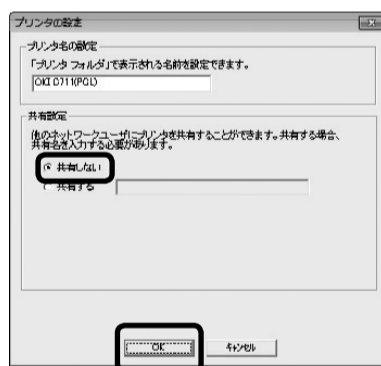 プリンタの設定
プリンタ名の設定
「プリンタ フォルダ」で表示される名前を設定できます。
OKI C711(PCL)
共有設定
他のネットワークユーザにプリンタを共有することができます。共有する場合、
共有名を入力する必要があります。
共有しない
共有する
OK
キャンセル